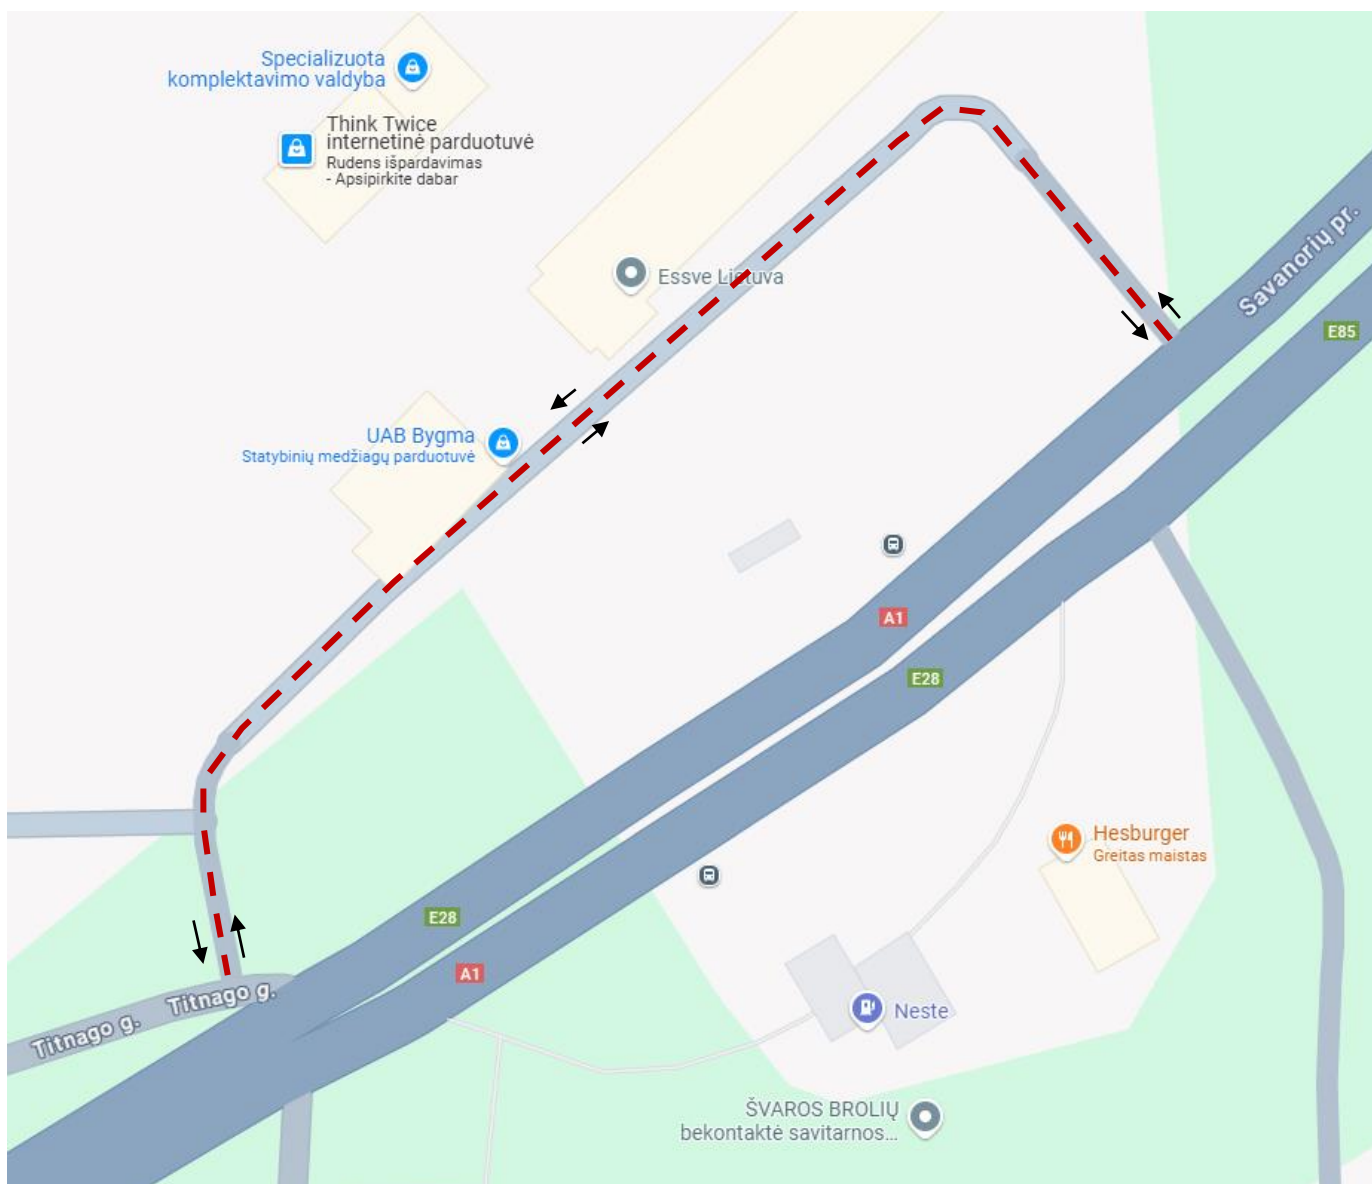 Specializuota
komplektavimo valdyba
Think Twice
internetinė parduotuvė
Rudens išpardavimas
- Apsipirkite dabar
Savanorių pr.
Essve Lietuva
E85
UAB Bygma
Statybinių medžiagų parduotuvė
A1
E28
Hesburger
Greitas maistas
E28
A1
Titnago g.
Titnago g.
Neste
ŠVAROS BROLIŲ
bekontaktė savitarnos...